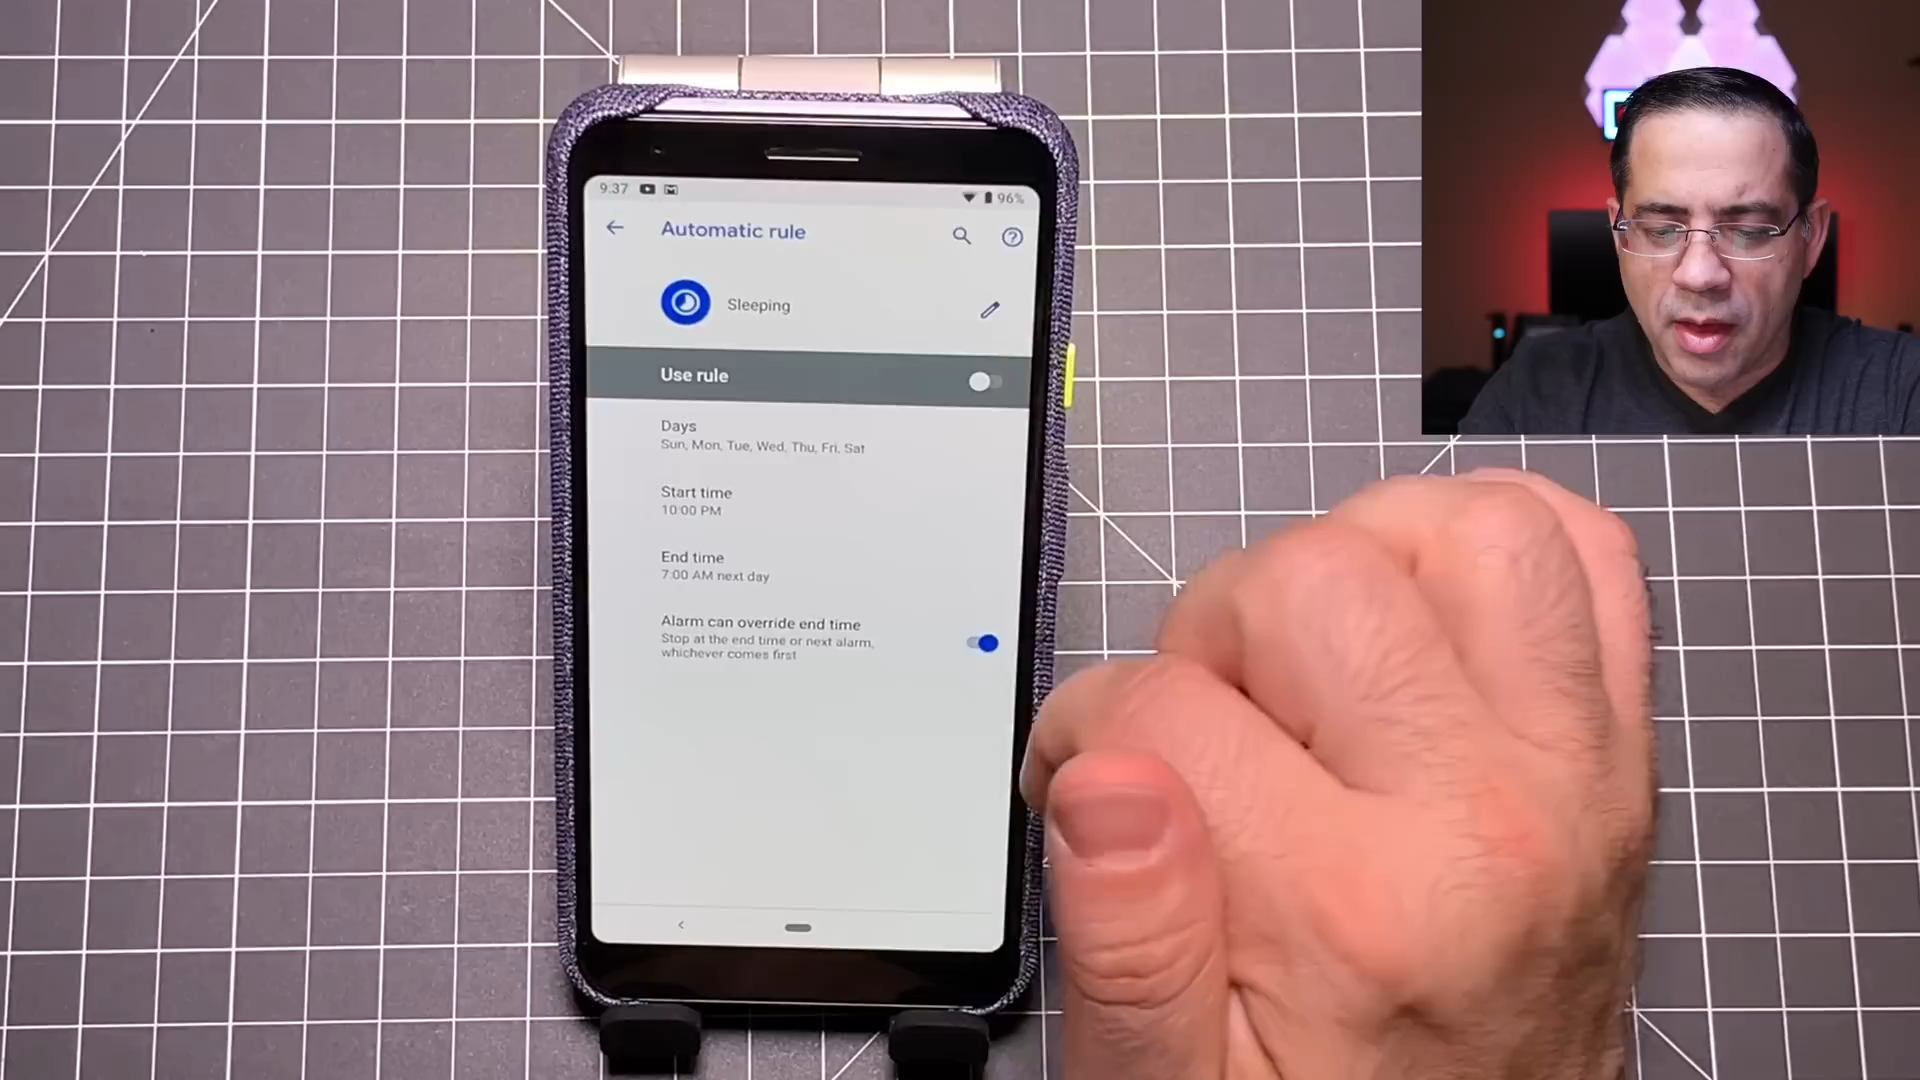 9:37
96%
Automatic rule
Sleeping
Use rule
Days
Sun, Mon, Tue, Wed, Thu, Fri, Sat
Start time
10:00 PM
End time
7:00 AM next day
Alarm can override end time
Stop at the end time or next alarm,
whichever comes first